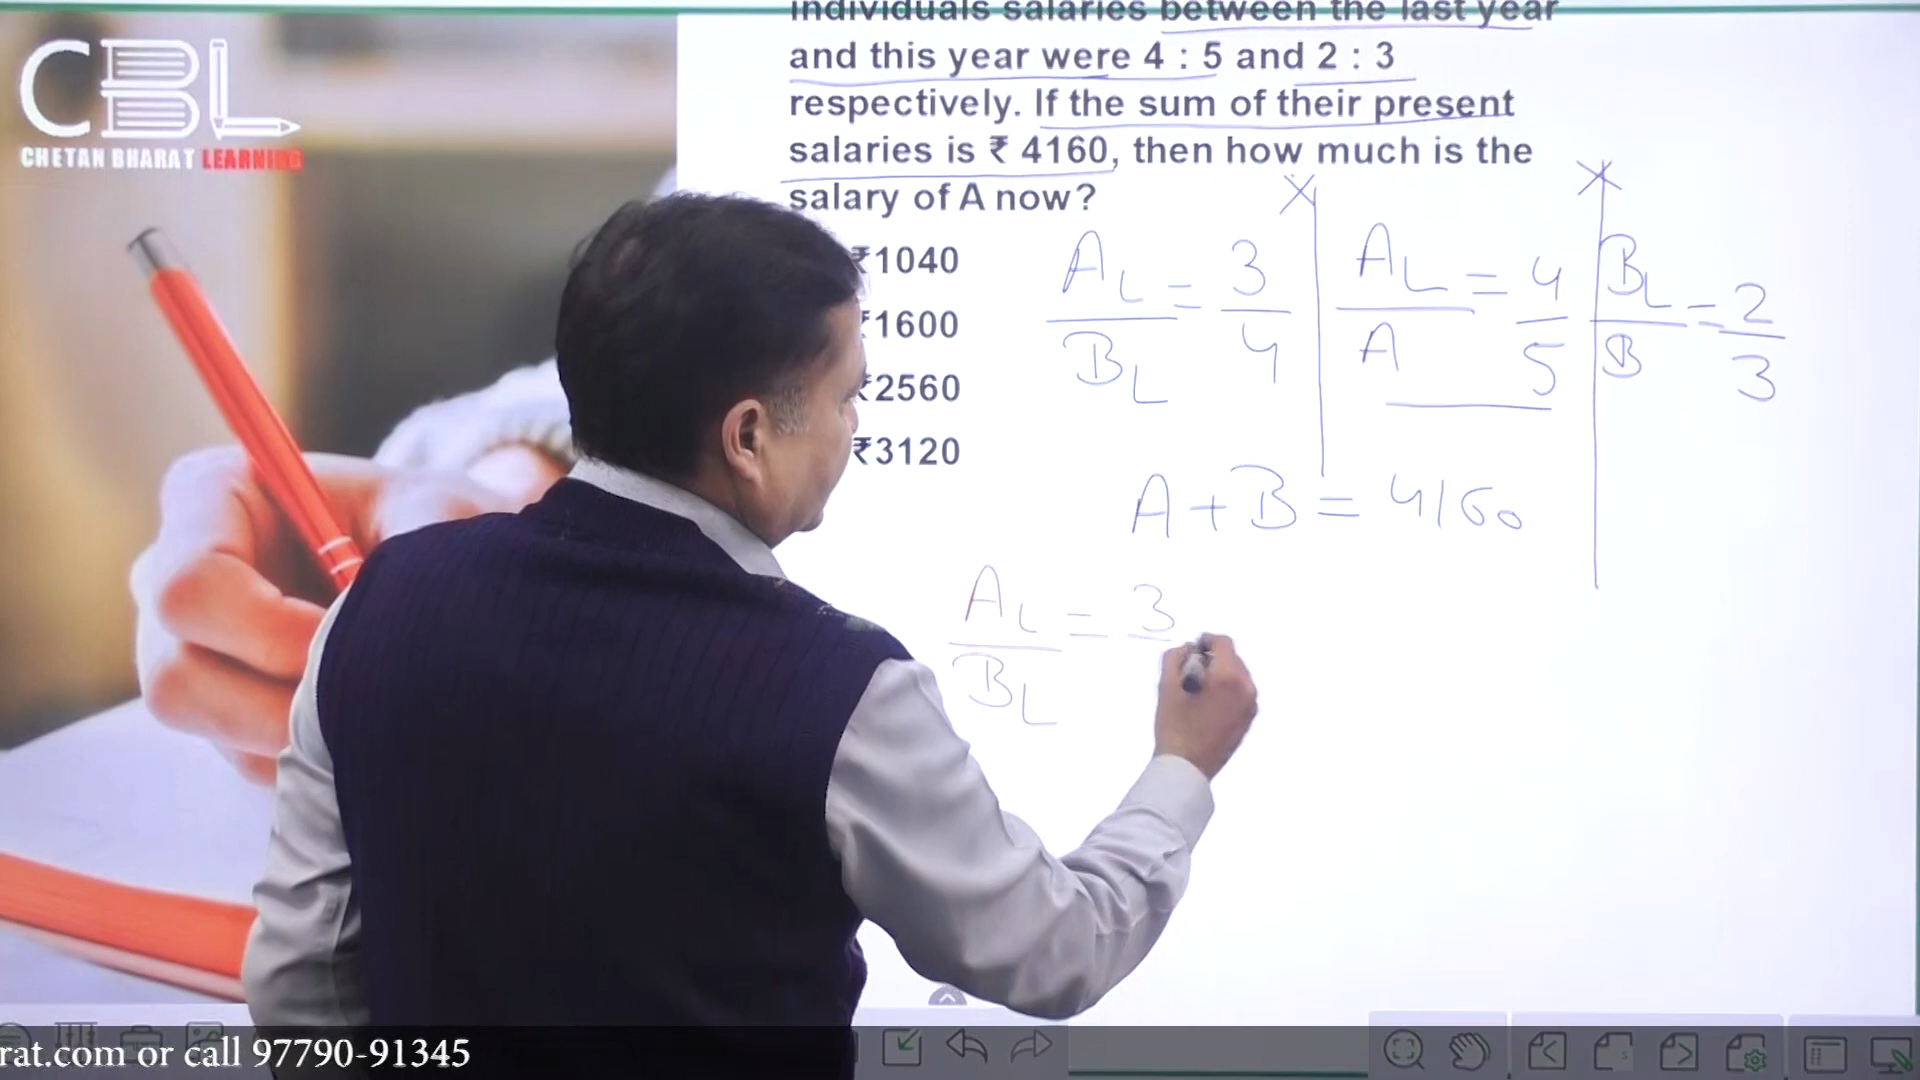 CBL
CHETAN BHARAT LEARNING
individuals salaries between the last year
and this year were 4 : 5 and 2 : 3
respectively. If the sum of their present
salaries is ₹ 4160, then how much is the
salary of A now?
₹1040
₹1600
₹2560
₹3120
A_L/B_L = 3/4
A_L/A = 4/5
B_L/B = 2/3
A + B = 4160
A_L/B_L = 3
rat.com or call 97790-91345